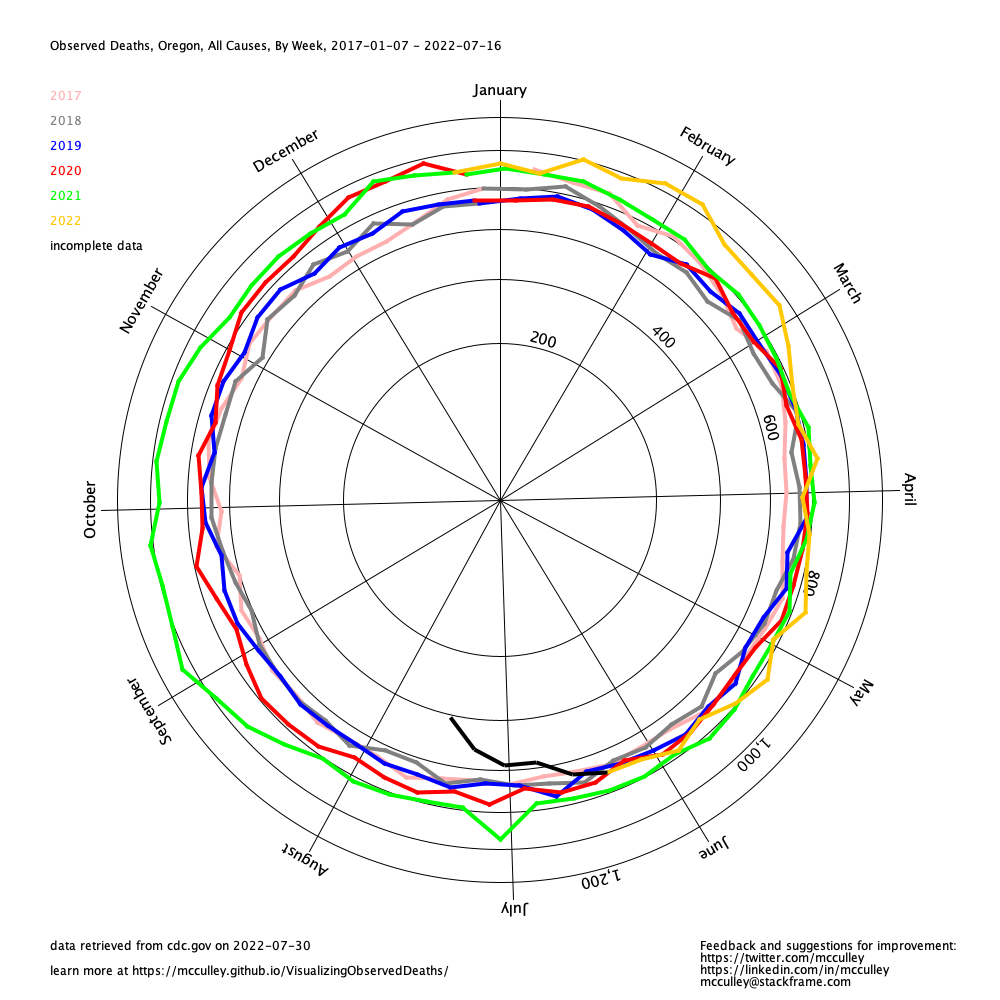 Observed Deaths, Oregon, All Causes, By Week, 2017-01-07 - 2022-07-16
January
2017
2018
2019
2020
2021
2022
incomplete data
December
February
November
March
200
400
600
October
April
800
September
May
1,000
August
June
1,200
July
data retrieved from cdc.gov on 2022-07-30
learn more at https://mcculley.github.io/VisualizingObservedDeaths/
Feedback and suggestions for improvement:
https://twitter.com/mcculley
https://linkedin.com/in/mcculley
mcculley@stackframe.com